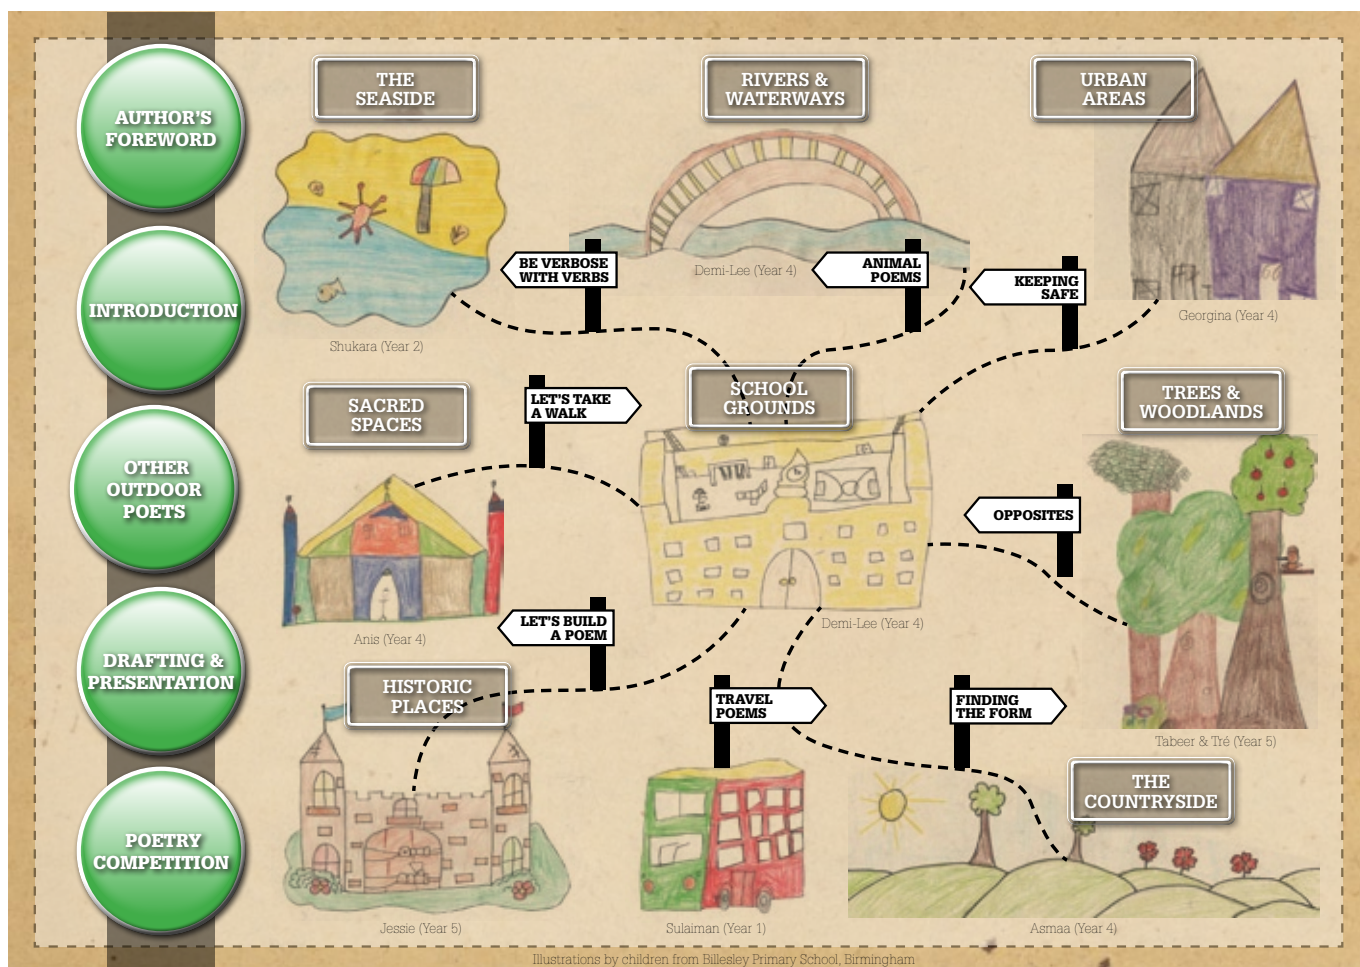 AUTHOR'S
FOREWORD
INTRODUCTION
OTHER
OUTDOOR
POETS
DRAFTING &
PRESENTATION
POETRY
COMPETITION
THE
SEASIDE
RIVERS &
WATERWAYS
URBAN
AREAS
BE VERBOSE
WITH VERBS
Demi-Lee (Year 4)
ANIMAL
POEMS
KEEPING
SAFE
Georgina (Year 4)
Shukara (Year 2)
SACRED
SPACES
LET'S TAKE
A WALK
SCHOOL
GROUNDS
TREES &
WOODLANDS
OPPOSITES
Anis (Year 4)
LET'S BUILD
A POEM
Demi-Lee (Year 4)
HISTORIC
PLACES
TRAVEL
POEMS
FINDING
THE FORM
Tabeer & Tré (Year 5)
THE
COUNTRYSIDE
Jessie (Year 5)
Sulaiman (Year 1)
Asmaa (Year 4)
Illustrations by children from Billesley Primary School, Birmingham